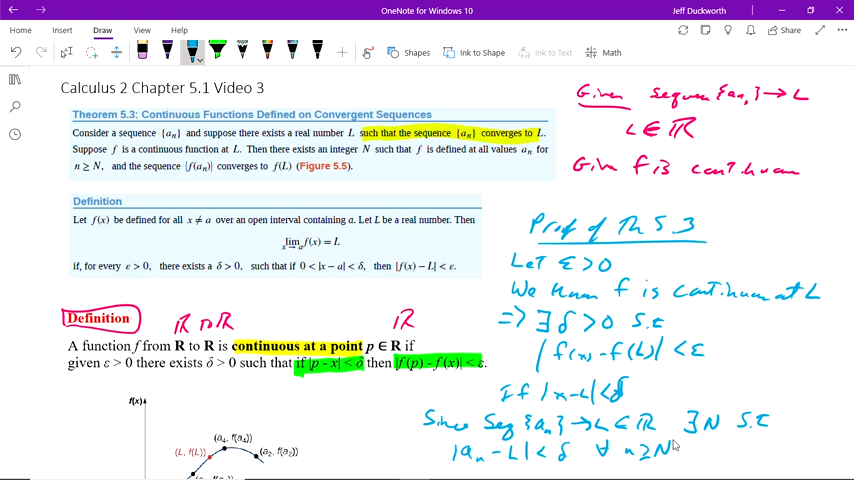 OneNote for Windows 10
Jeff Duckworth
Home Insert Draw View Help
Shapes Ink to Shape Ink to Text Math
Share
Calculus 2 Chapter 5.1 Video 3
Theorem 5.3: Continuous Functions Defined on Convergent Sequences
Consider a sequence {aₙ} and suppose there exists a real number L such that the sequence {aₙ} converges to L.
Suppose f is a continuous function at L. Then there exists an integer N such that f is defined at all values aₙ for
n ≥ N, and the sequence {f(aₙ)} converges to f(L) (Figure 5.5).
Definition
Let f(x) be defined for all x ≠ a over an open interval containing a. Let L be a real number. Then
lim x→a f(x) = L
if, for every ε > 0, there exists a δ > 0, such that if 0 < |x − a| < δ, then |f(x) − L| < ε.
Definition
ℝ to ℝ
ℝ
A function f from R to R is continuous at a point p ∈ R if
given ε > 0 there exists δ > 0 such that if |p - x| < δ then |f(p) - f(x)| < ε.
f(x)
(L, f(L))
(a₄, f(a₄))
(a₂, f(a₂))
Given sequen {aₙ} → L
L ∈ ℝ
Given f is continuous
Proof of Th 5.3
Let ε > 0
We know f is continuous at L
=> ∃ δ > 0 S.t
|f(x) - f(L)| < ε
If |x - L| < δ
Since Seq {aₙ} → L ∈ ℝ ∃ N S.t
|aₙ - L| < δ ∀ n ≥ N